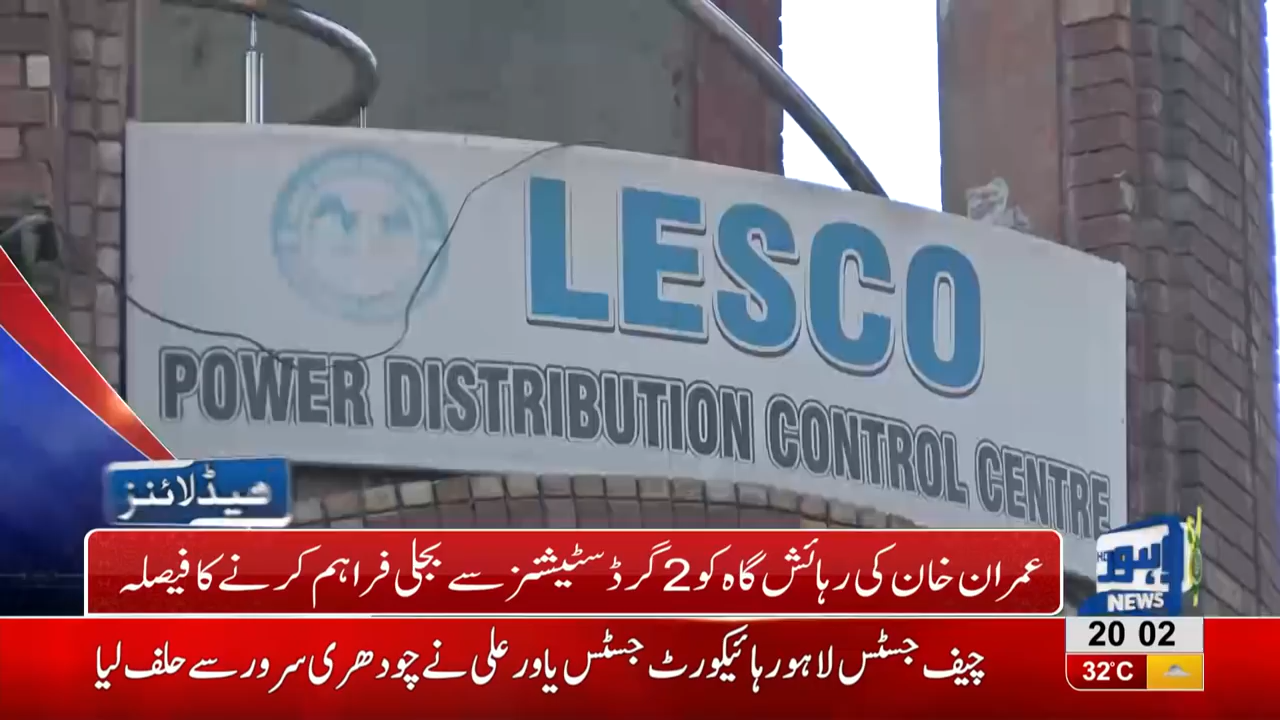 LESCO
POWER DISTRIBUTION CONTROL CENTRE
ہیڈلائنز
عمران خان کی رہائش گاہ کو 2 گرڈ سٹیشنز سے بجلی فراہم کرنے کا فیصلہ
HD لاہور
NEWS
20 02
چیف جسٹس لاہور ہائیکورٹ جسٹس یاور علی نے چودھری سرور سے حلف لیا
32°C